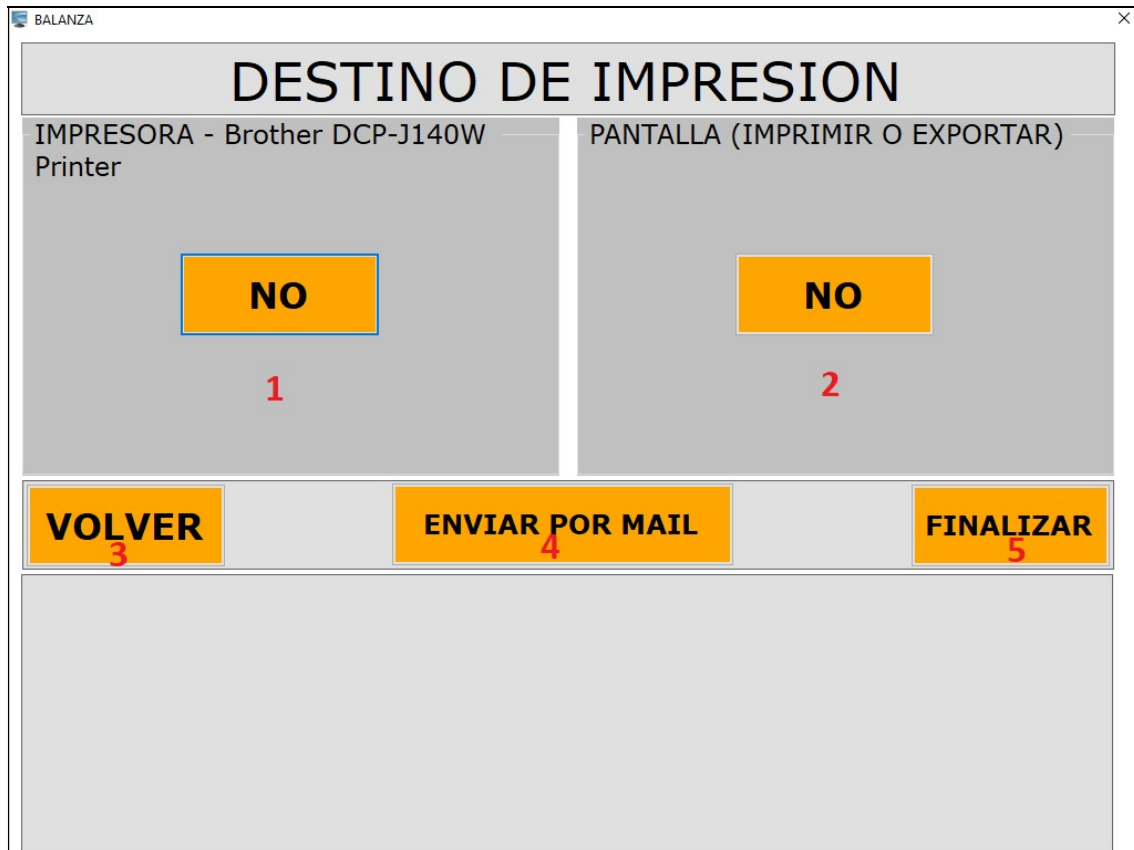 BALANZA
DESTINO DE IMPRESION
IMPRESORA - Brother DCP-J140W
Printer
PANTALLA (IMPRIMIR O EXPORTAR)
NO
NO
1
2
VOLVER
3
ENVIAR POR MAIL
4
FINALIZAR
5